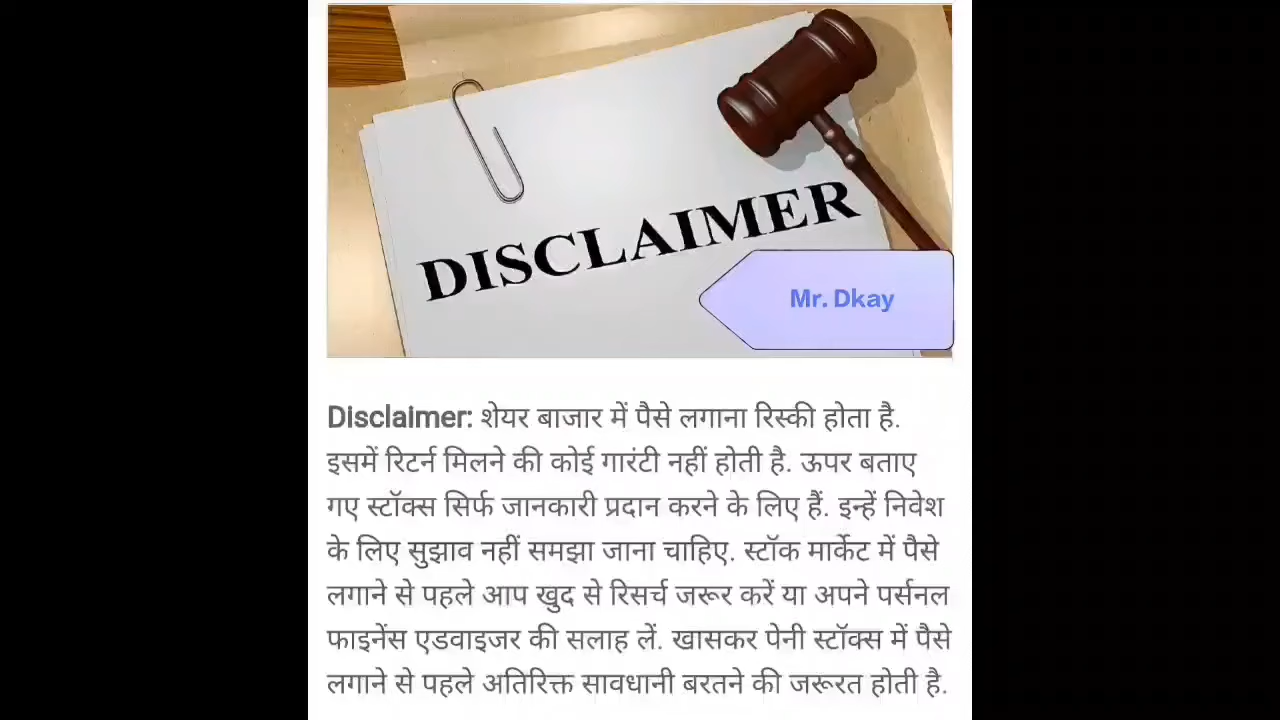 DISCLAIMER
Mr. Dkay
Disclaimer: शेयर बाजार में पैसे लगाना रिस्की होता है.
इसमें रिटर्न मिलने की कोई गारंटी नहीं होती है. ऊपर बताए
गए स्टॉक्स सिर्फ जानकारी प्रदान करने के लिए हैं. इन्हें निवेश
के लिए सुझाव नहीं समझा जाना चाहिए. स्टॉक मार्केट में पैसे
लगाने से पहले आप खुद से रिसर्च जरूर करें या अपने पर्सनल
फाइनेंस एडवाइजर की सलाह लें. खासकर पेनी स्टॉक्स में पैसे
लगाने से पहले अतिरिक्त सावधानी बरतने की जरूरत होती है.